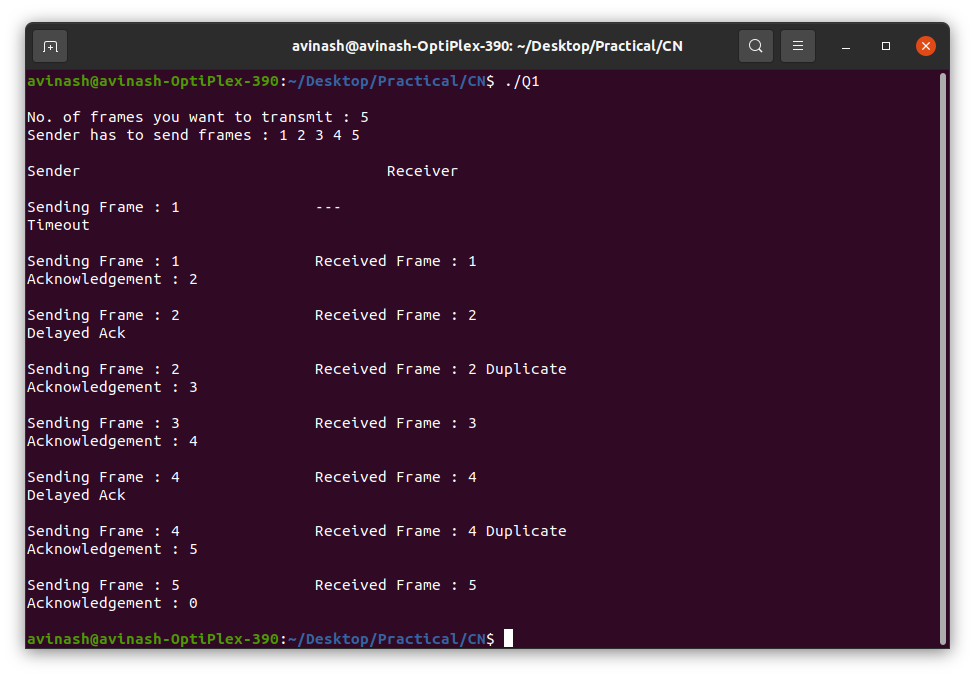 avinash@avinash-OptiPlex-390: ~/Desktop/Practical/CN
avinash@avinash-OptiPlex-390:~/Desktop/Practical/CN$ ./Q1
No. of frames you want to transmit : 5
Sender has to send frames : 1 2 3 4 5
Sender Receiver
Sending Frame : 1 ---
Timeout
Sending Frame : 1 Received Frame : 1
Acknowledgement : 2
Sending Frame : 2 Received Frame : 2
Delayed Ack
Sending Frame : 2 Received Frame : 2 Duplicate
Acknowledgement : 3
Sending Frame : 3 Received Frame : 3
Acknowledgement : 4
Sending Frame : 4 Received Frame : 4
Delayed Ack
Sending Frame : 4 Received Frame : 4 Duplicate
Acknowledgement : 5
Sending Frame : 5 Received Frame : 5
Acknowledgement : 0
avinash@avinash-OptiPlex-390:~/Desktop/Practical/CN$